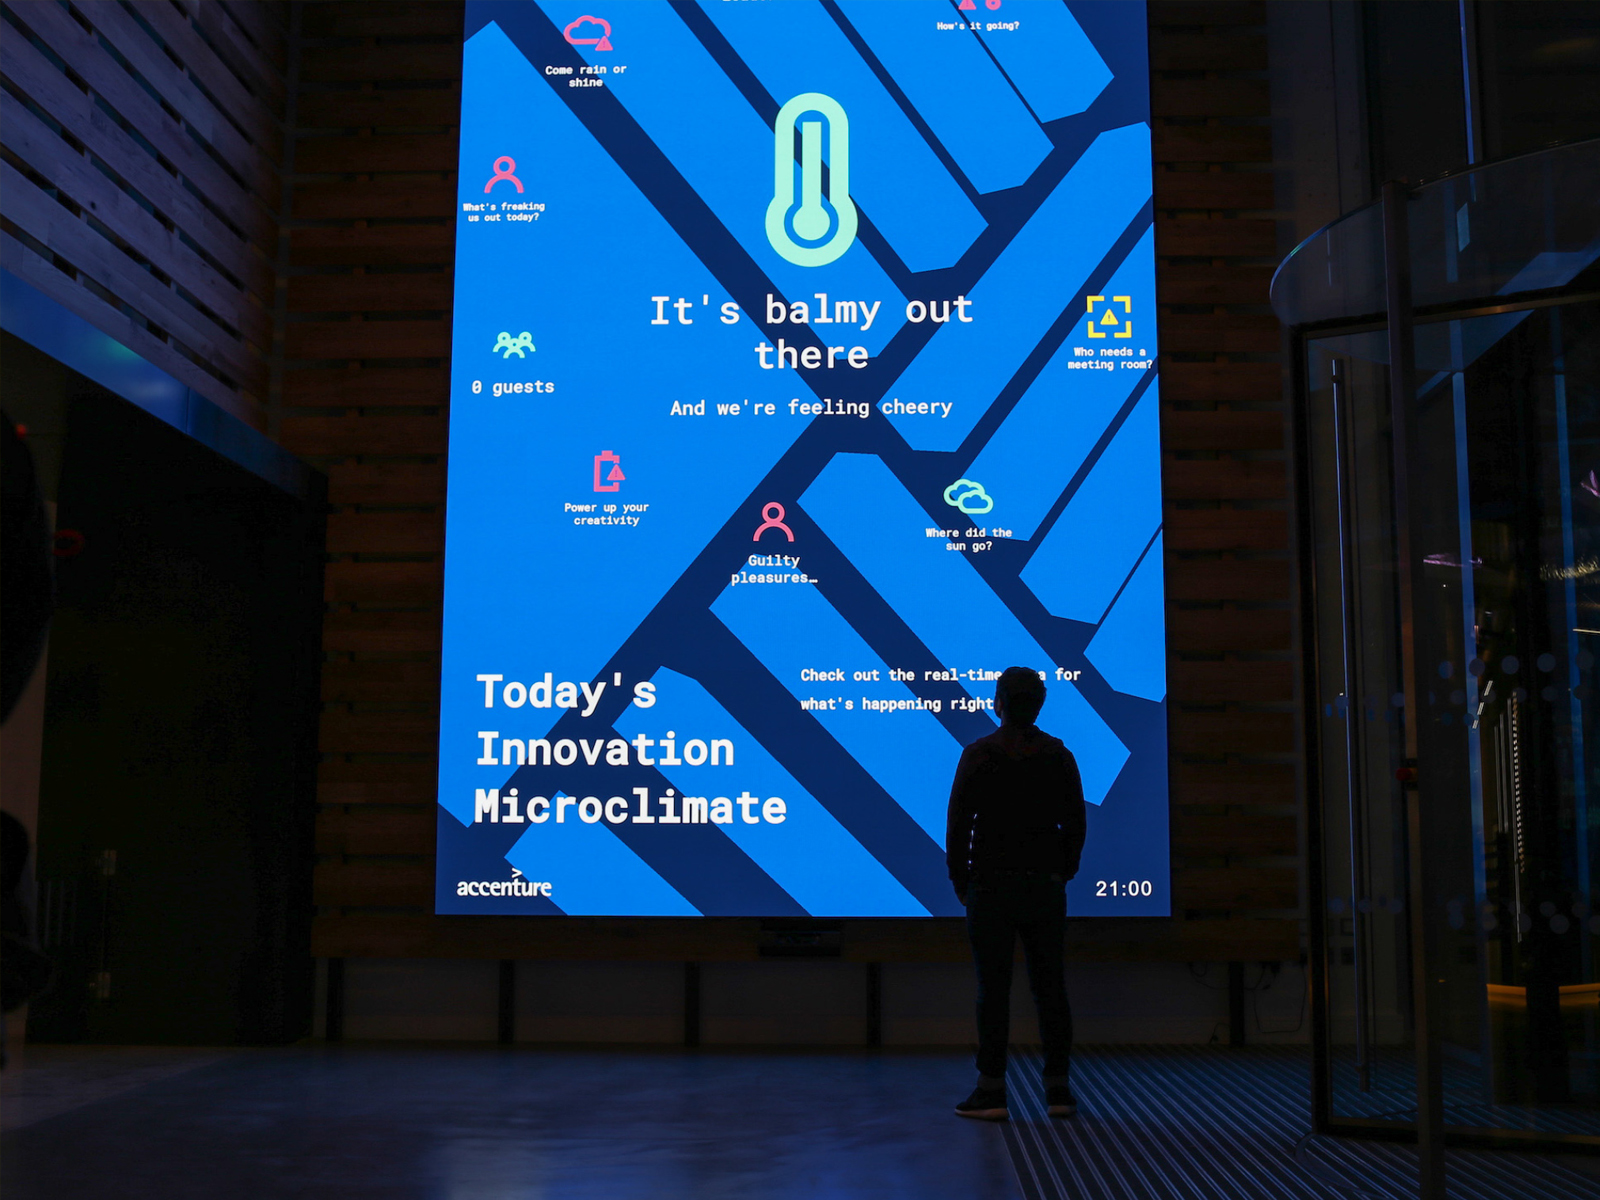 How's it going?
Come rain or
shine
What's freaking
us out today?
It's balmy out
there
And we're feeling cheery
Who needs a
meeting room?
0 guests
Power up your
creativity
Where did the
sun go?
Guilty
pleasures…
Today's
Innovation
Microclimate
Check out the real-time for
what's happening right
accenture
21:00